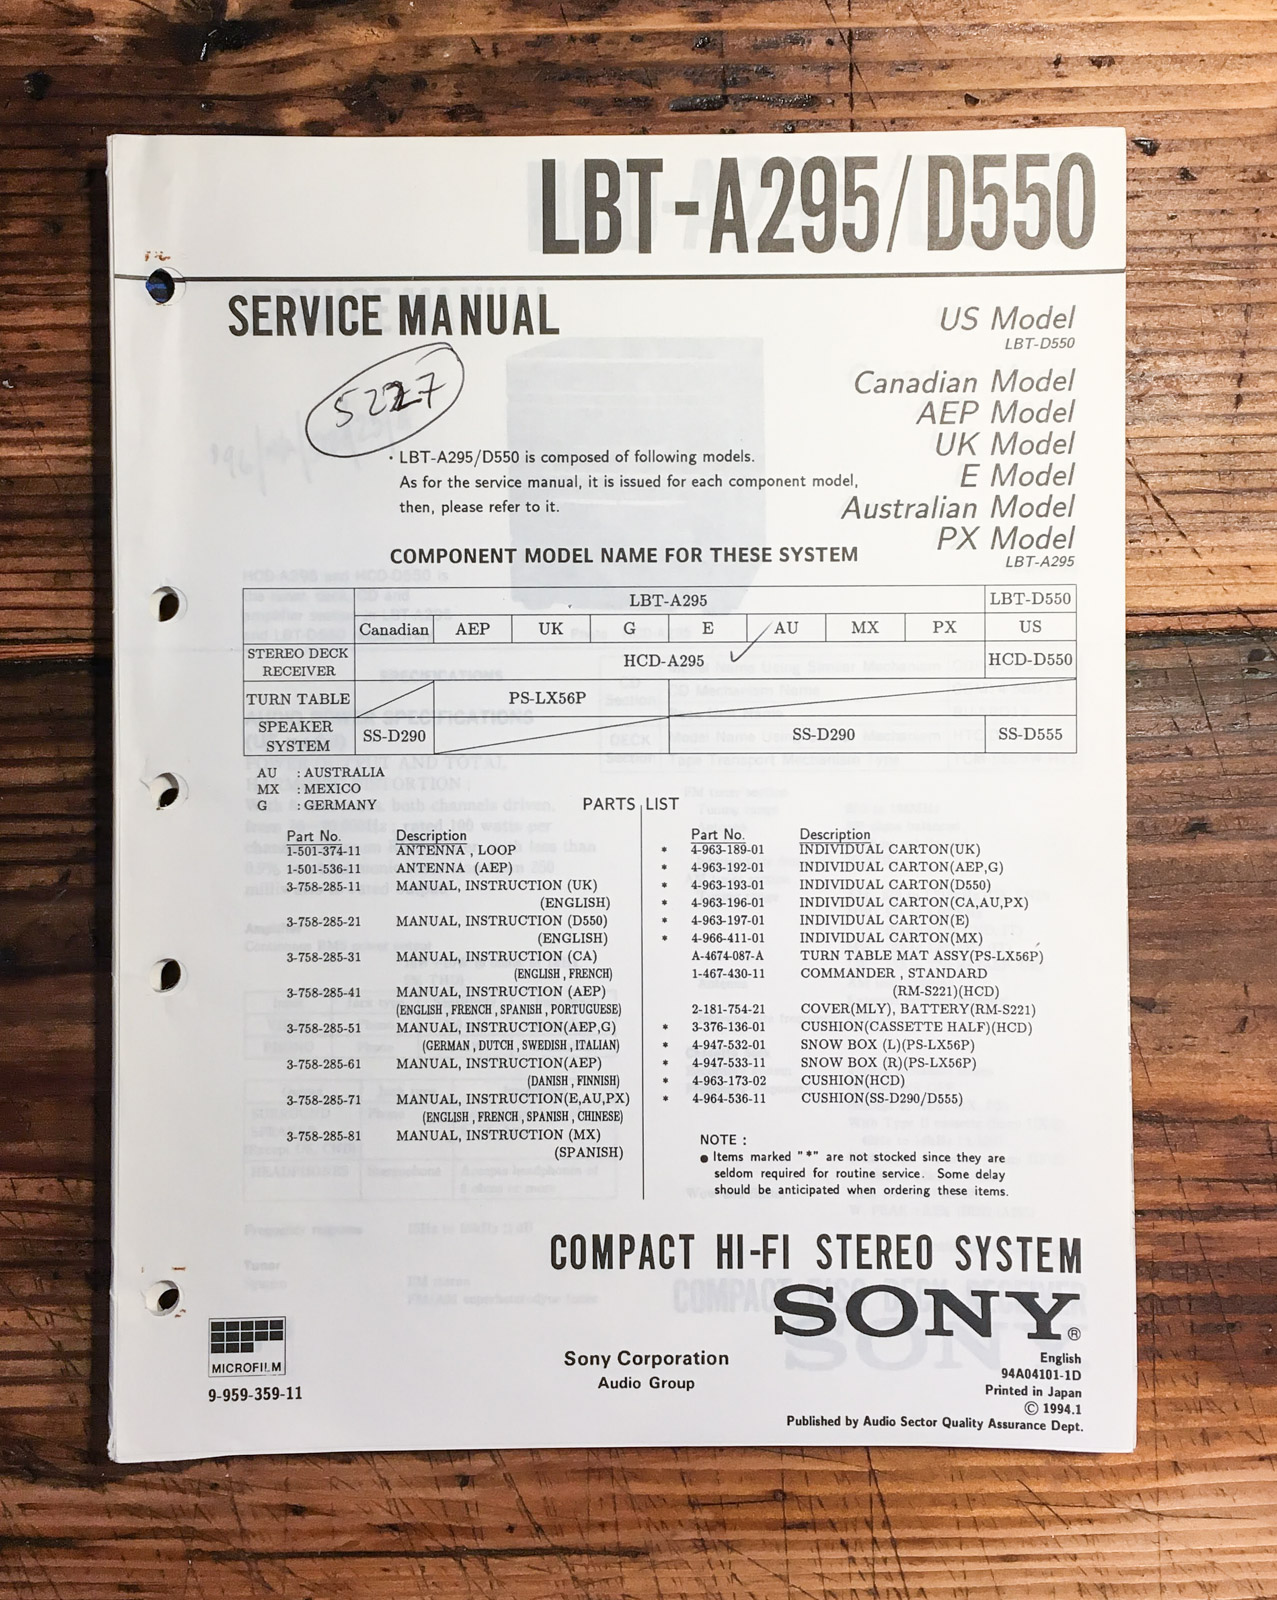 LBT-A295/D550
SERVICE MANUAL
5227
US Model
LBT-D550
Canadian Model
AEP Model
UK Model
E Model
Australian Model
PX Model
LBT-A295
· LBT-A295/D550 is composed of following models.
As for the service manual, it is issued for each component model,
then, please refer to it.
COMPONENT MODEL NAME FOR THESE SYSTEM
LBT-A295 LBT-D550
Canadian AEP UK G E AU MX PX US
STEREO DECK
RECEIVER HCD-A295 HCD-D550
TURN TABLE PS-LX56P
SPEAKER
SYSTEM SS-D290 SS-D290 SS-D555
AU : AUSTRALIA
MX : MEXICO
G : GERMANY
PARTS LIST
Part No. Description
1-501-374-11 ANTENNA , LOOP
1-501-536-11 ANTENNA (AEP)
3-758-285-11 MANUAL, INSTRUCTION (UK)
(ENGLISH)
3-758-285-21 MANUAL, INSTRUCTION (D550)
(ENGLISH)
3-758-285-31 MANUAL, INSTRUCTION (CA)
(ENGLISH , FRENCH)
3-758-285-41 MANUAL, INSTRUCTION (AEP)
(ENGLISH , FRENCH , SPANISH , PORTUGUESE)
3-758-285-51 MANUAL, INSTRUCTION(AEP,G)
(GERMAN , DUTCH , SWEDISH , ITALIAN)
3-758-285-61 MANUAL, INSTRUCTION(AEP)
(DANISH , FINNISH)
3-758-285-71 MANUAL, INSTRUCTION(E,AU,PX)
(ENGLISH , FRENCH , SPANISH , CHINESE)
3-758-285-81 MANUAL, INSTRUCTION (MX)
(SPANISH)
Part No. Description
* 4-963-189-01 INDIVIDUAL CARTON(UK)
* 4-963-192-01 INDIVIDUAL CARTON(AEP,G)
* 4-963-193-01 INDIVIDUAL CARTON(D550)
* 4-963-196-01 INDIVIDUAL CARTON(CA,AU,PX)
* 4-963-197-01 INDIVIDUAL CARTON(E)
* 4-966-411-01 INDIVIDUAL CARTON(MX)
A-4674-087-A TURN TABLE MAT ASSY(PS-LX56P)
1-467-430-11 COMMANDER , STANDARD
(RM-S221)(HCD)
2-181-754-21 COVER(MLY), BATTERY(RM-S221)
* 3-376-136-01 CUSHION(CASSETTE HALF)(HCD)
* 4-947-532-01 SNOW BOX (L)(PS-LX56P)
* 4-947-533-11 SNOW BOX (R)(PS-LX56P)
* 4-963-173-02 CUSHION(HCD)
* 4-964-536-11 CUSHION(SS-D290/D555)
NOTE :
● Items marked "*" are not stocked since they are
seldom required for routine service. Some delay
should be anticipated when ordering these items.
COMPACT HI-FI STEREO SYSTEM
SONY®
MICROFILM
9-959-359-11
Sony Corporation
Audio Group
English
94A04101-1D
Printed in Japan
© 1994.1
Published by Audio Sector Quality Assurance Dept.